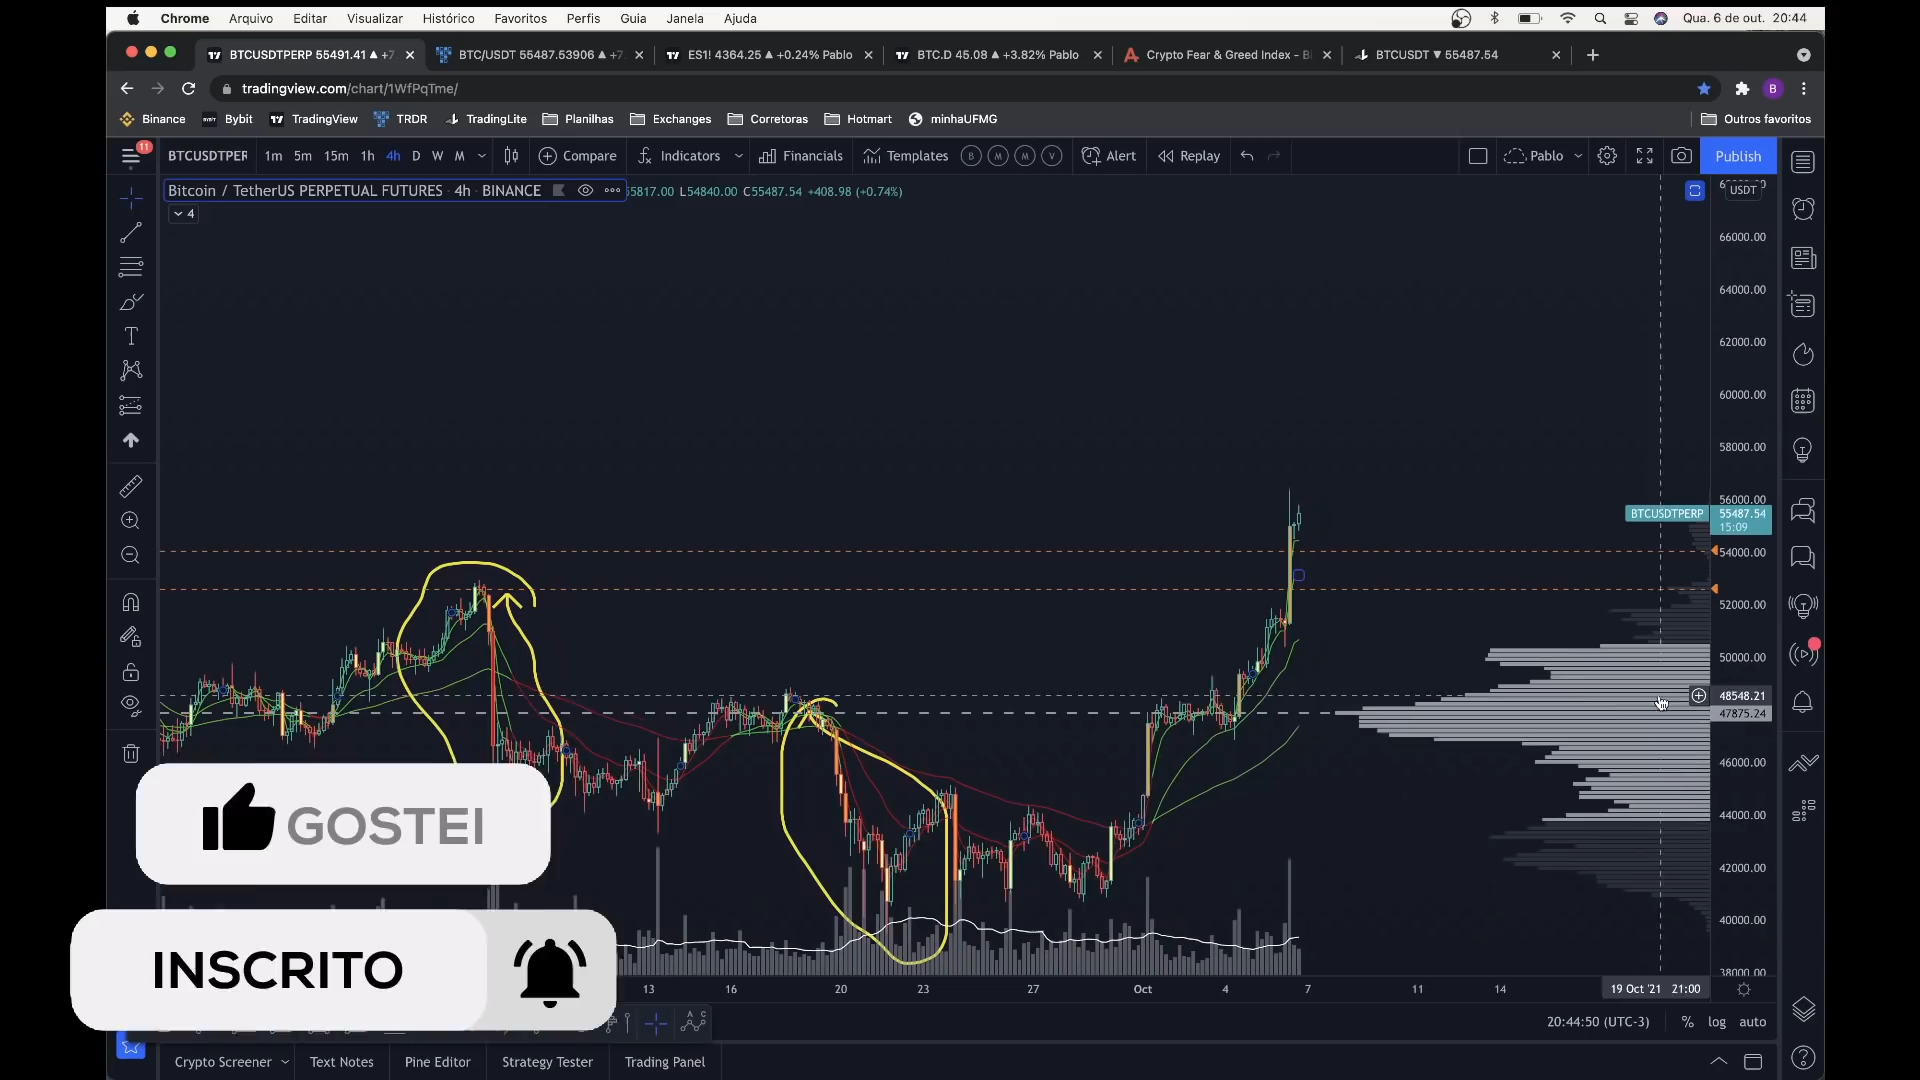 Chrome Arquivo Editar Visualizar Histórico Favoritos Perfis Guia Janela Ajuda Qua. 6 de out. 20:44
BTCUSDTPERP 55491.41 ▲ +7 BTC/USDT 55487.53906 ▲ +7 ES1! 4364.25 ▲ +0.24% Pablo BTC.D 45.08 ▲ +3.82% Pablo Crypto Fear & Greed Index - Bi BTCUSDT ▼ 55487.54
tradingview.com/chart/1WfPqTme/ B
Binance Bybit TradingView TRDR TradingLite Planilhas Exchanges Corretoras Hotmart minhaUFMG Outros favoritos
11
BTCUSDTPER 1m 5m 15m 1h 4h D W M Compare Indicators Financials Templates B M M V Alert Replay Pablo Publish
Bitcoin / TetherUS PERPETUAL FUTURES · 4h · BINANCE 55817.00 L54840.00 C55487.54 +408.98 (+0.74%)
USDT
4
66000.00
64000.00
62000.00
60000.00
58000.00
56000.00
BTCUSDTPERP 55487.54
15:09
54000.00
52000.00
50000.00
48548.21
47875.24
46000.00
44000.00
42000.00
40000.00
38000.00
GOSTEI
INSCRITO
13 16 20 23 27 Oct 4 7 11 14 19 Oct '21 21:00
20:44:50 (UTC-3) % log auto
Crypto Screener Text Notes Pine Editor Strategy Tester Trading Panel